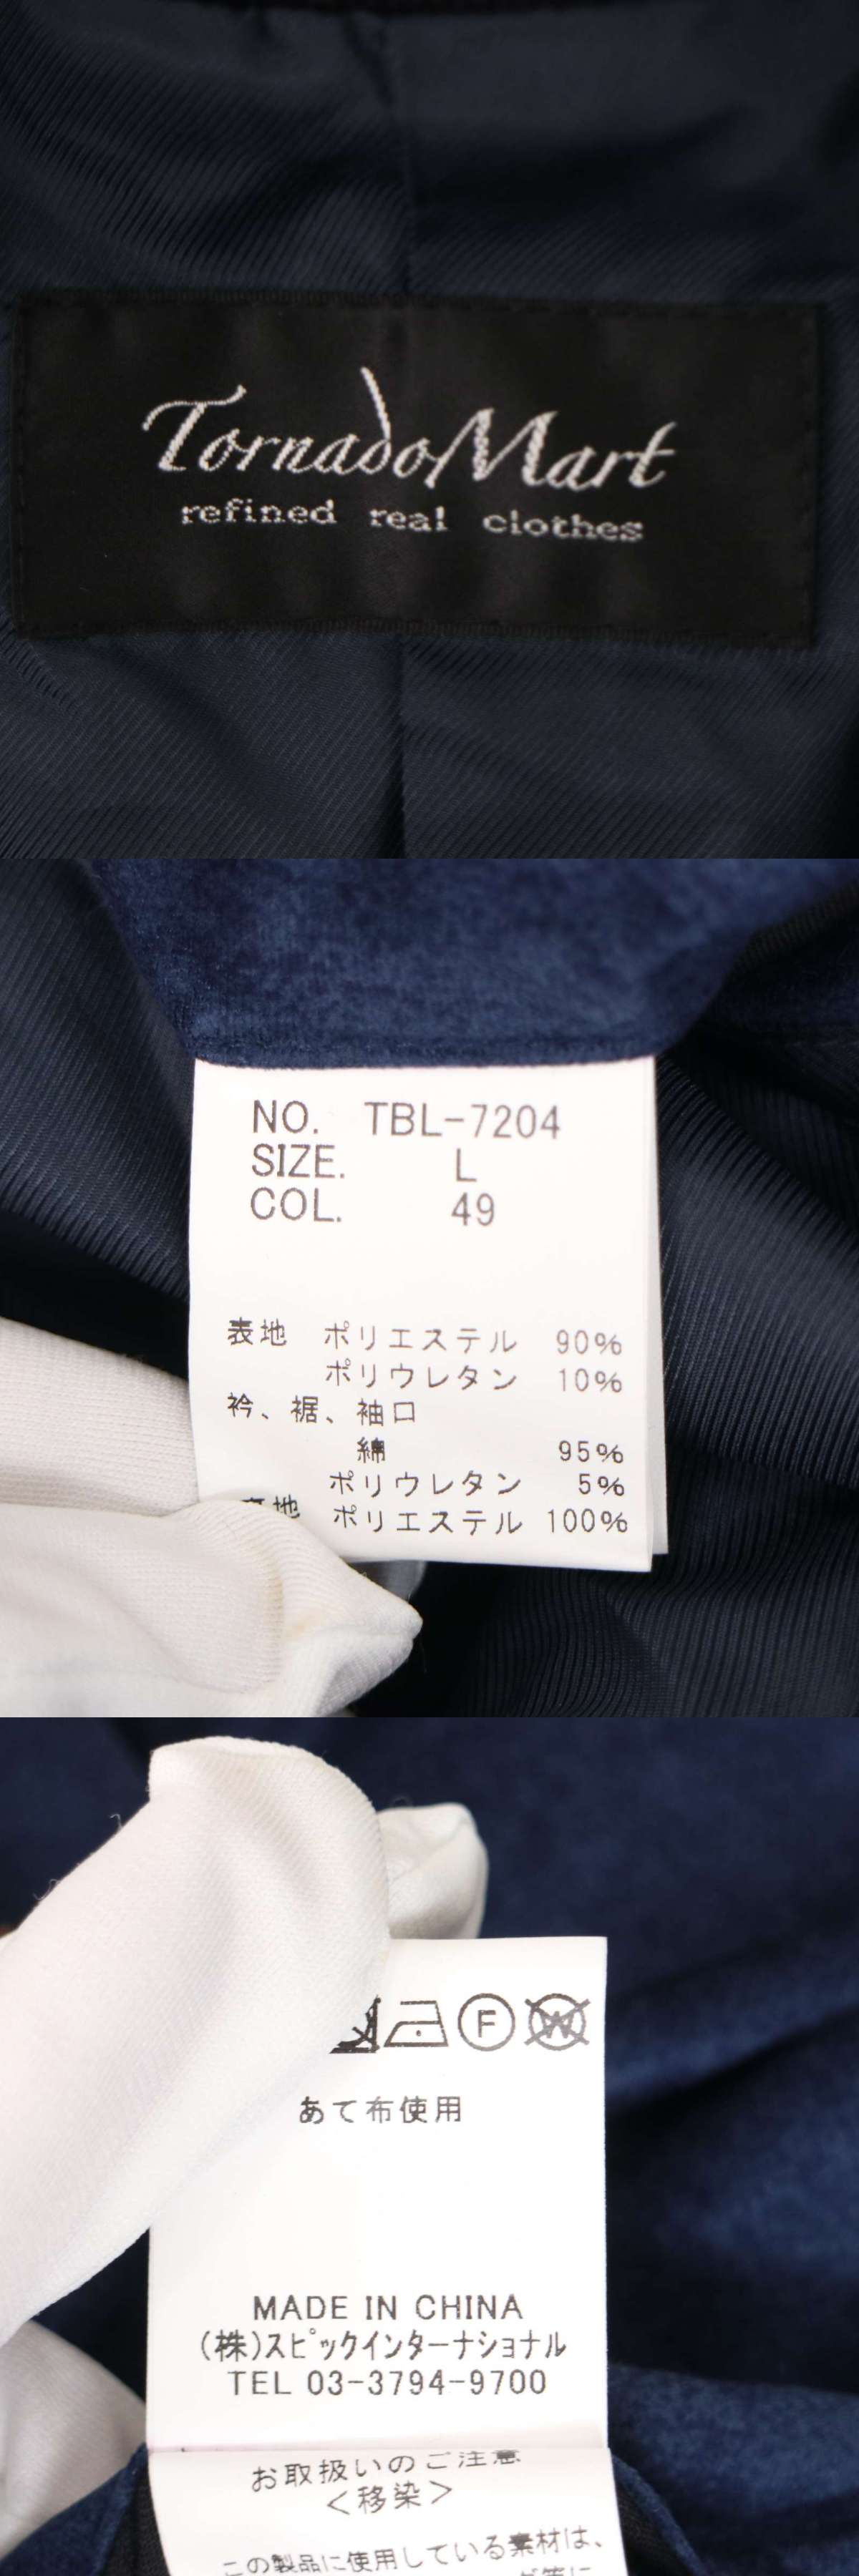 TornadoMart
refined real clothes
NO. TBL-7204
SIZE. L
COL. 49
表地 ポリエステル 90%
ポリウレタン 10%
衿、裾、袖口
綿 95%
ポリウレタン 5%
地 ポリエステル 100%
F W
あて布使用
MADE IN CHINA
(株)スピックインターナショナル
TEL 03-3794-9700
お取扱いのご注意
<移染>
この製品に使用している素材は、